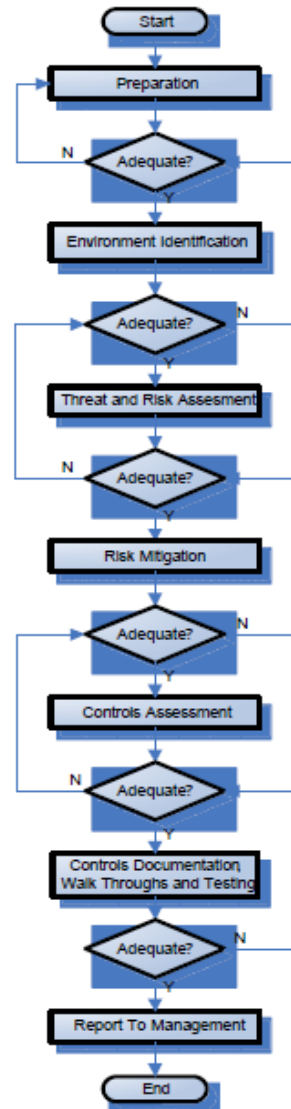 Start
Preparation
N
Adequate?
Y
Environment Identification
Adequate?
N
Y
Threat and Risk Assesment
N
Adequate?
Y
Risk Mitigation
Adequate?
N
Y
Controls Assessment
N
Adequate?
Y
Controls Documentation,
Walk Throughs and Testing
Adequate?
N
Y
Report To Management
End